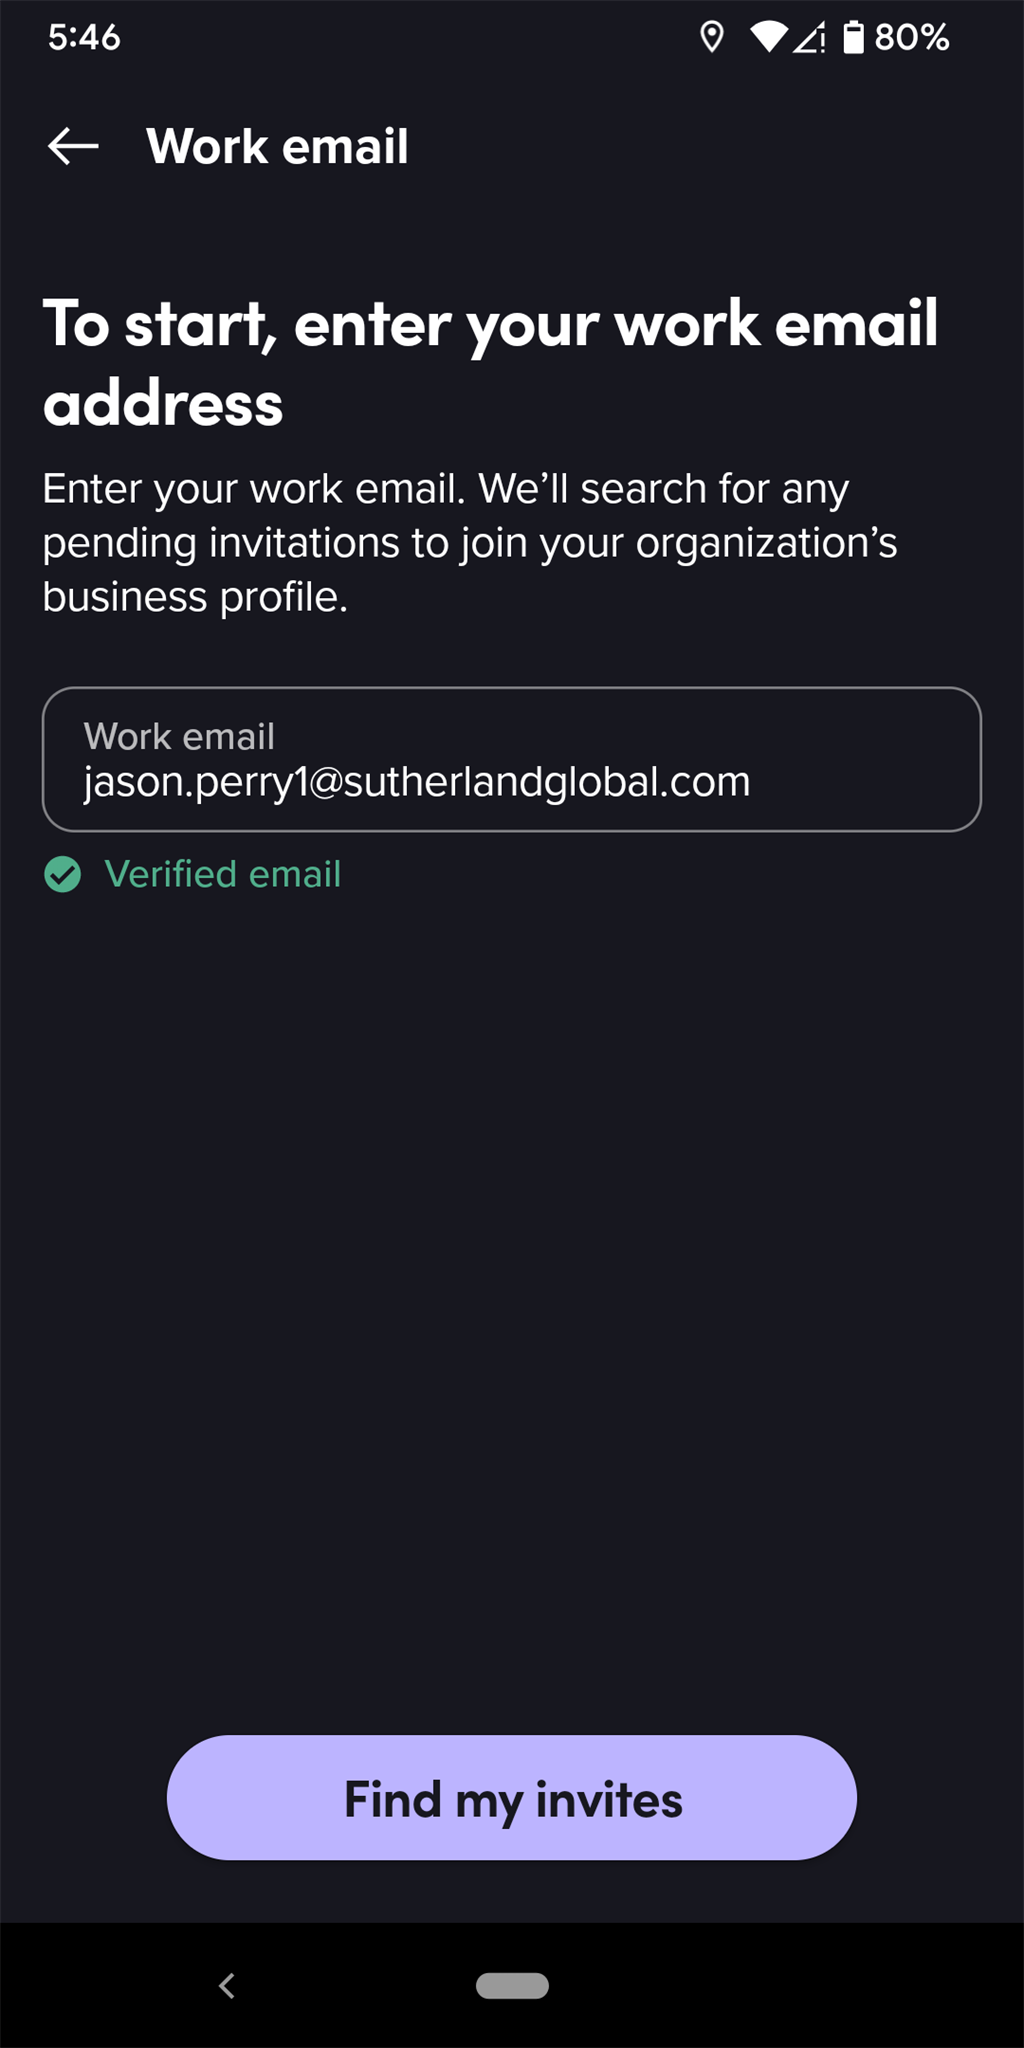 5:46
80%
Work email
To start, enter your work email
address
Enter your work email. We’ll search for any
pending invitations to join your organization’s
business profile.
Work email
jason.perry1@sutherlandglobal.com
Verified email
Find my invites